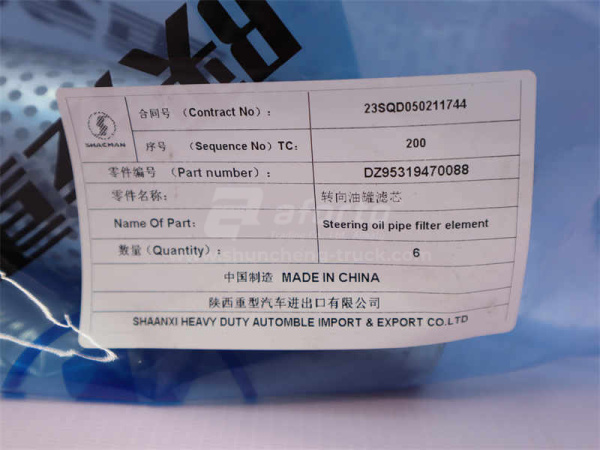 SHACMAN
合同号 （Contract No）： 23SQD050211744
序号 （Sequence No）TC： 200
零件编号 （Part number）： DZ95319470088
零件名称： 转向油罐滤芯
Name Of Part： Steering oil pipe filter element
数量（Quantity）： 6
中国制造 MADE IN CHINA
陕西重型汽车进出口有限公司
SHAANXI HEAVY DUTY AUTOMBLE IMPORT & EXPORT CO.LTD